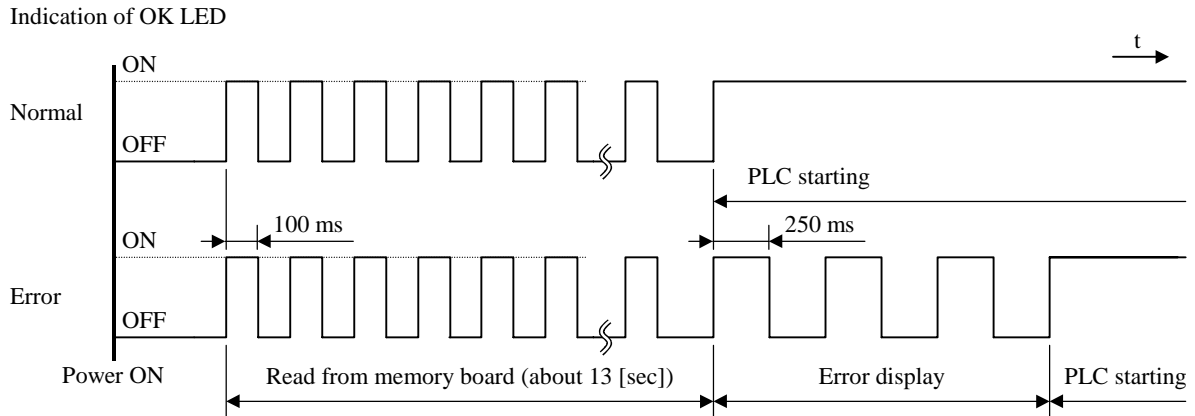 Indication of OK LED
t
ON
Normal
OFF
PLC starting
100 ms
250 ms
ON
Error
OFF
Power ON
Read from memory board (about 13 [sec])
Error display
PLC starting